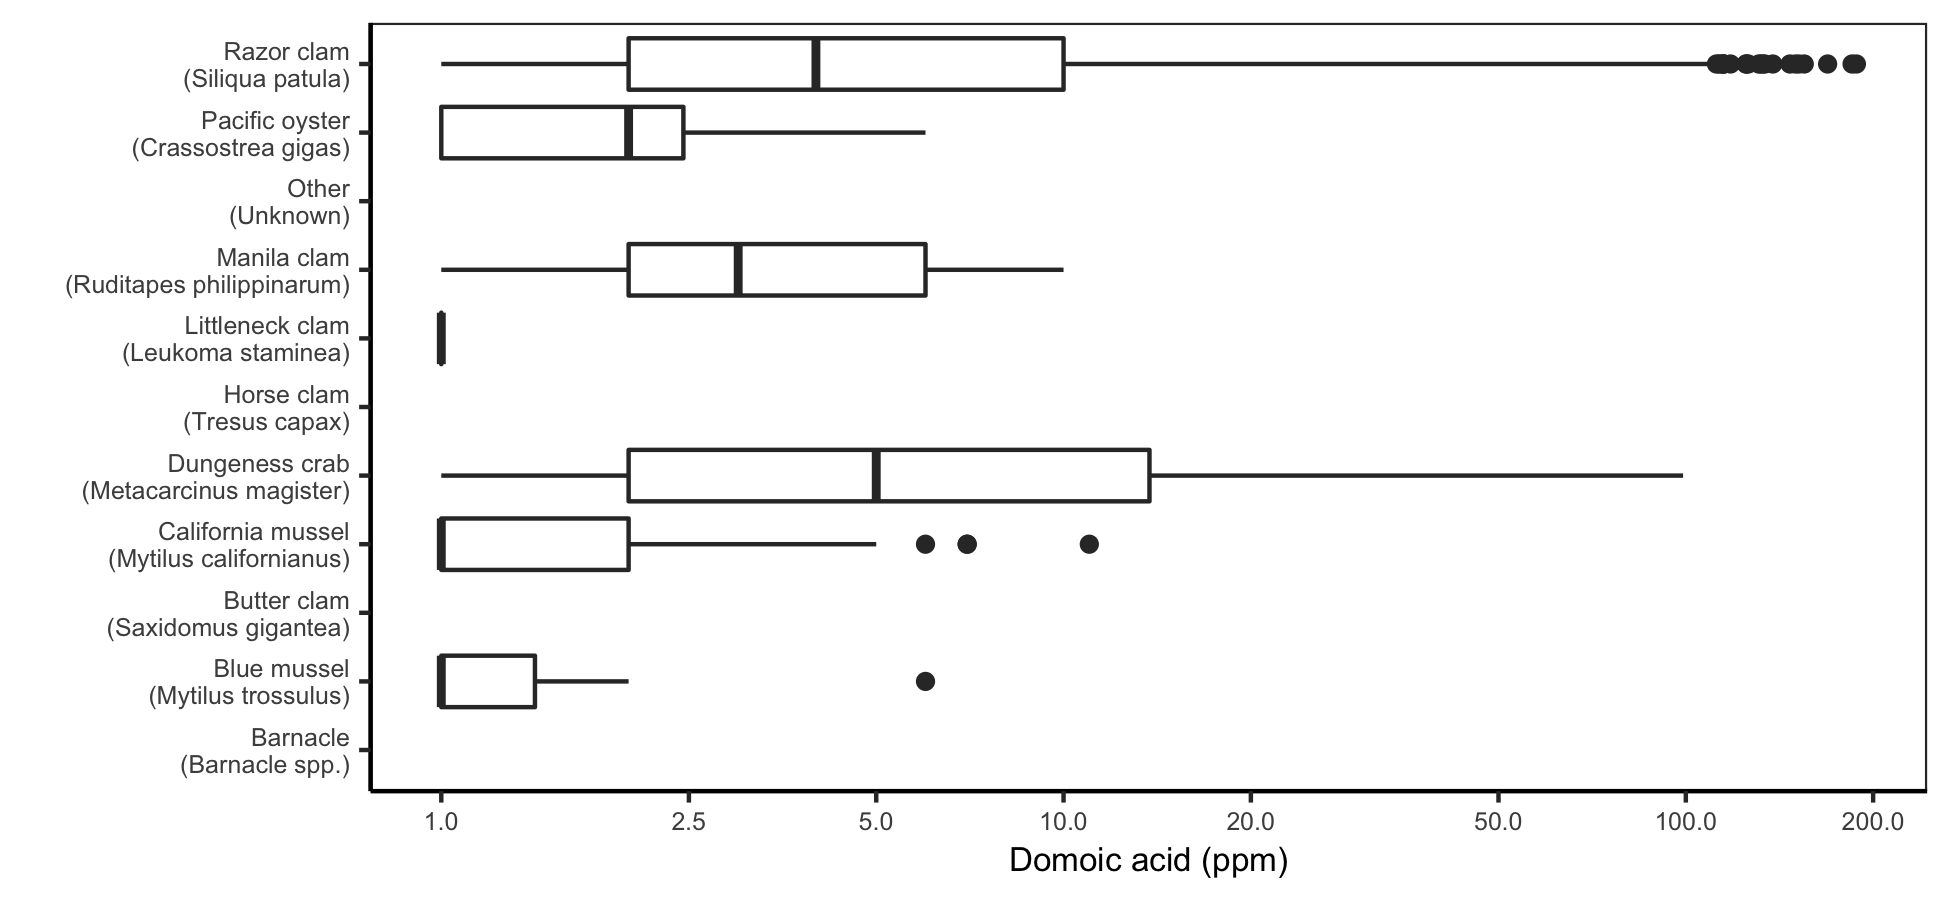 Razor clam
(Siliqua patula)
Pacific oyster
(Crassostrea gigas)
Other
(Unknown)
Manila clam
(Ruditapes philippinarum)
Littleneck clam
(Leukoma staminea)
Horse clam
(Tresus capax)
Dungeness crab
(Metacarcinus magister)
California mussel
(Mytilus californianus)
Butter clam
(Saxidomus gigantea)
Blue mussel
(Mytilus trossulus)
Barnacle
(Barnacle spp.)
1.0 2.5 5.0 10.0 20.0 50.0 100.0 200.0
Domoic acid (ppm)